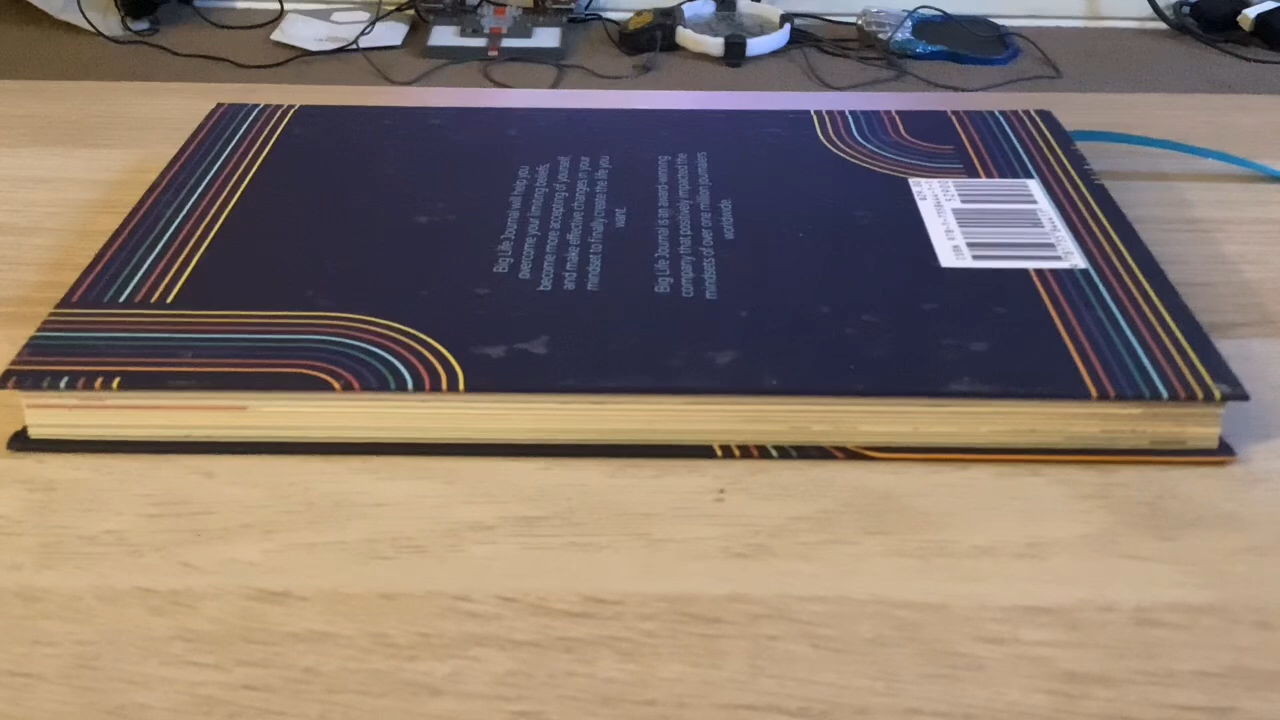 Big Life Journal will help you
overcome your limiting beliefs,
become more accepting of yourself,
and make effective changes in your
mindset to finally create the life you
want.
Big Life Journal is an award-winning
company that positively impacted the
mindsets of over one million journalers
worldwide.